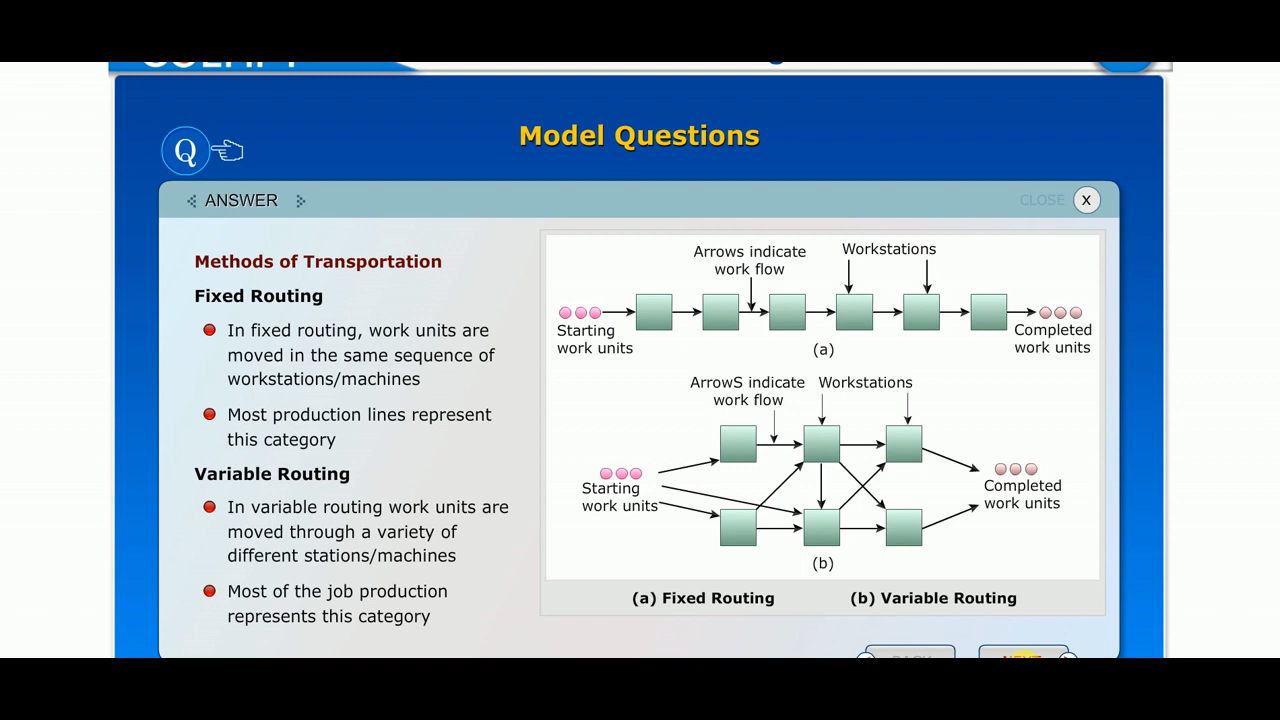 Model Questions
Q
ANSWER
CLOSE X
Methods of Transportation
Fixed Routing
In fixed routing, work units are
moved in the same sequence of
workstations/machines
Most production lines represent
this category
Variable Routing
In variable routing work units are
moved through a variety of
different stations/machines
Most of the job production
represents this category
Arrows indicate
work flow
Workstations
Starting
work units
Completed
work units
(a)
ArrowS indicate
work flow
Workstations
Starting
work units
Completed
work units
(b)
(a) Fixed Routing
(b) Variable Routing